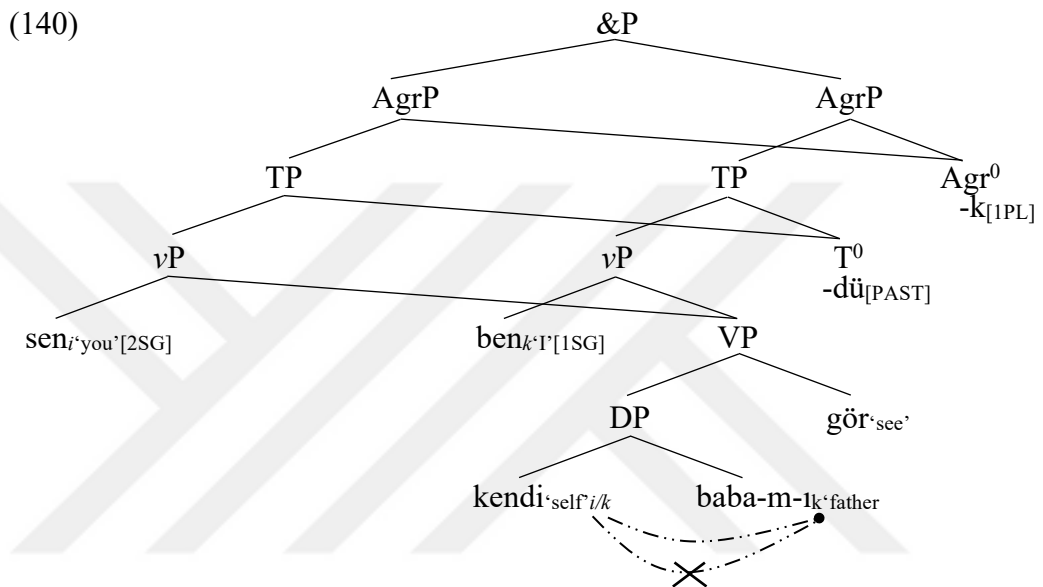 (140) &P
AgrP AgrP
TP TP Agr⁰
-k[1PL]
vP vP T⁰
-dü[PAST]
senᵢ‘you’[2SG] benₖ‘I’[1SG] VP
DP gör‘see’
kendi‘self’i/k baba-m-ık‘father